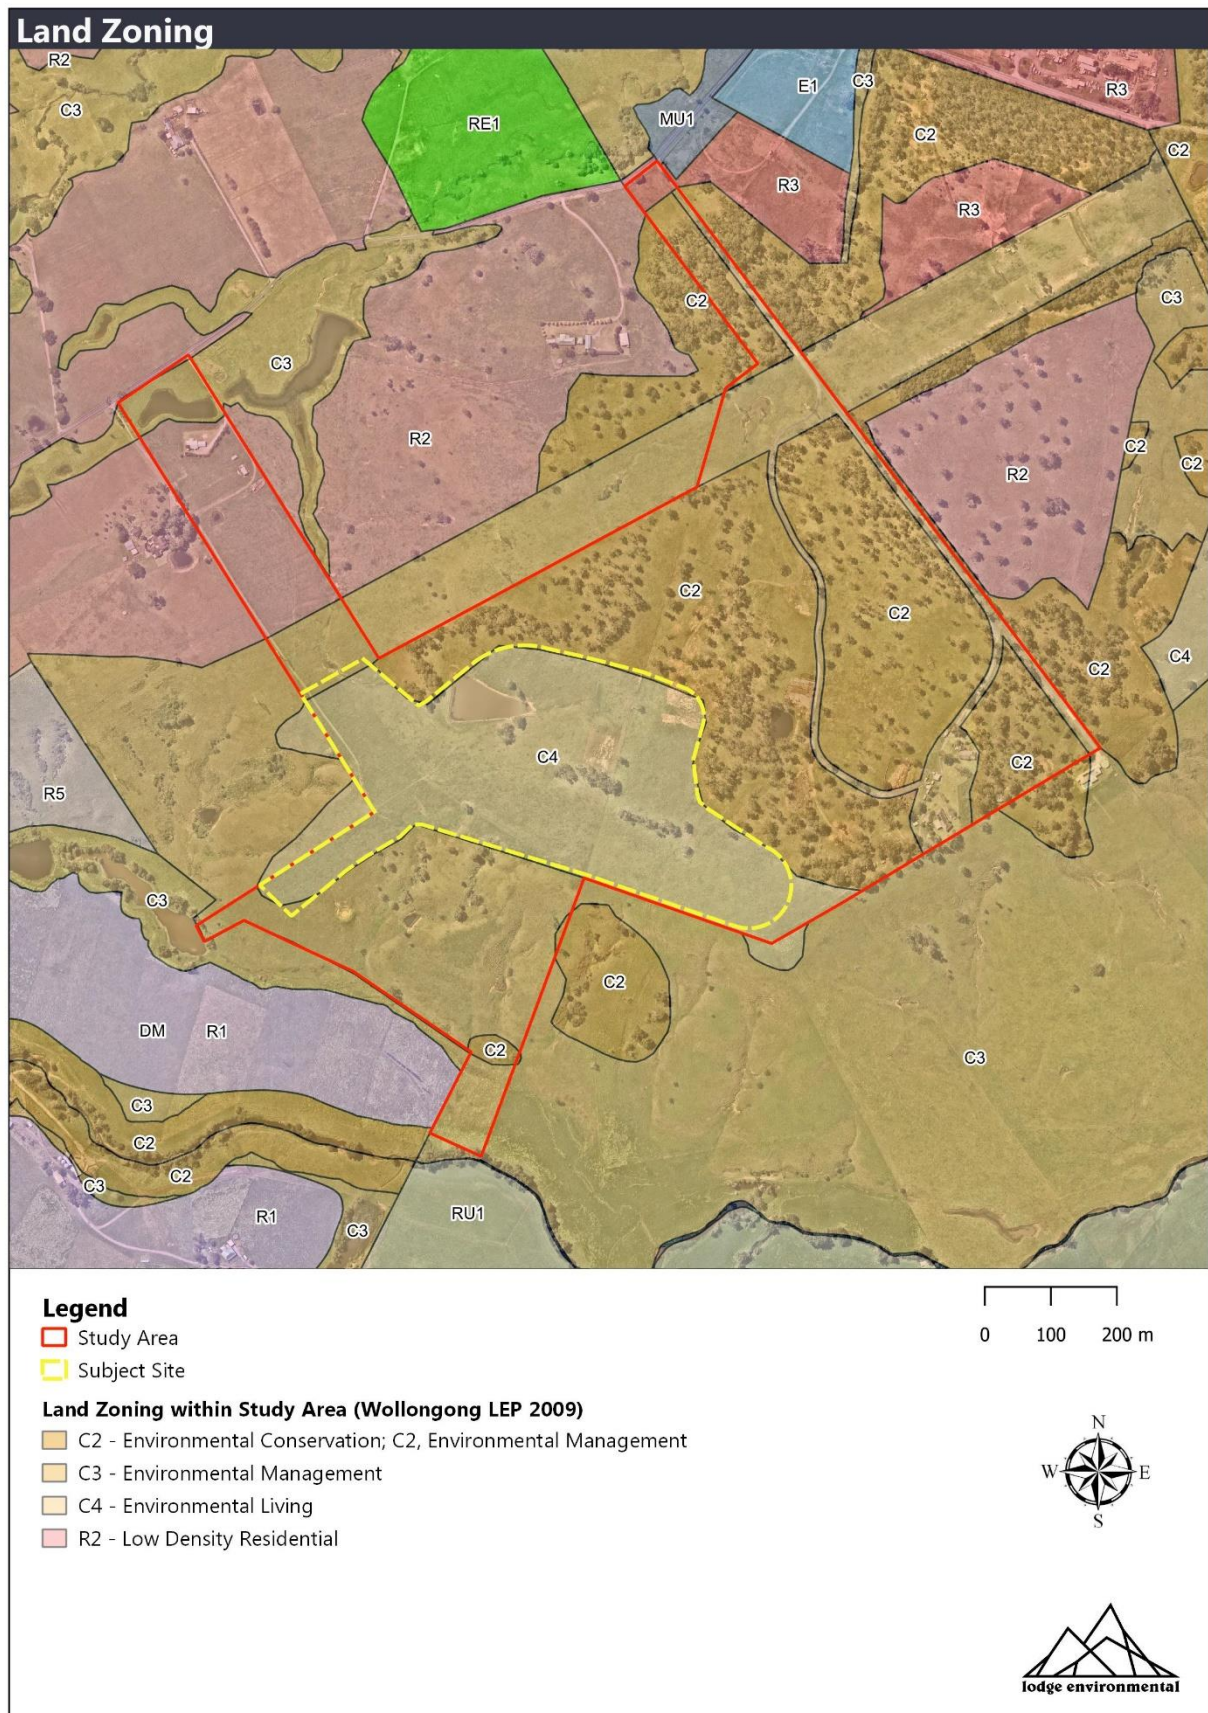 Land Zoning
R2
C3
RE1
MU1
E1
C3
R3
C2
C2
R3
R3
C2
C3
C3
R2
R2
C2
C2
C2
C2
C2
C4
C4
C2
R5
C3
C2
DM
R1
C2
C3
C3
C2
C2
C3
R1
C3
RU1
Legend
Study Area
Subject Site
Land Zoning within Study Area (Wollongong LEP 2009)
C2 - Environmental Conservation; C2, Environmental Management
C3 - Environmental Management
C4 - Environmental Living
R2 - Low Density Residential
0 100 200 m
N
W E
S
lodge environmental